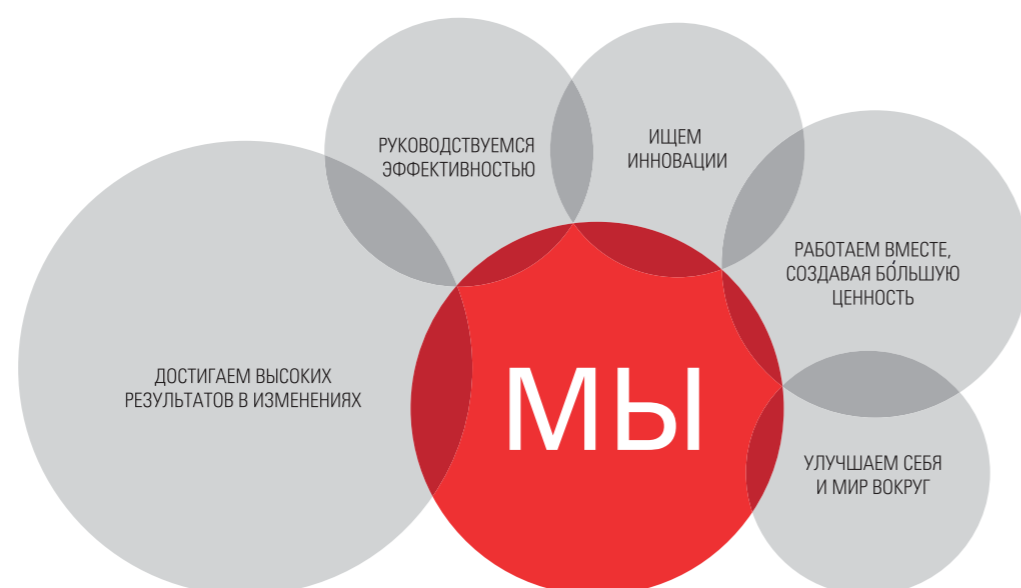 РУКОВОДСТВУЕМСЯ
ЭФФЕКТИВНОСТЬЮ
ИЩЕМ
ИННОВАЦИИ
РАБОТАЕМ ВМЕСТЕ,
СОЗДАВАЯ БО́ЛЬШУЮ
ЦЕННОСТЬ
ДОСТИГАЕМ ВЫСОКИХ
РЕЗУЛЬТАТОВ В ИЗМЕНЕНИЯХ
МЫ
УЛУЧШАЕМ СЕБЯ
И МИР ВОКРУГ